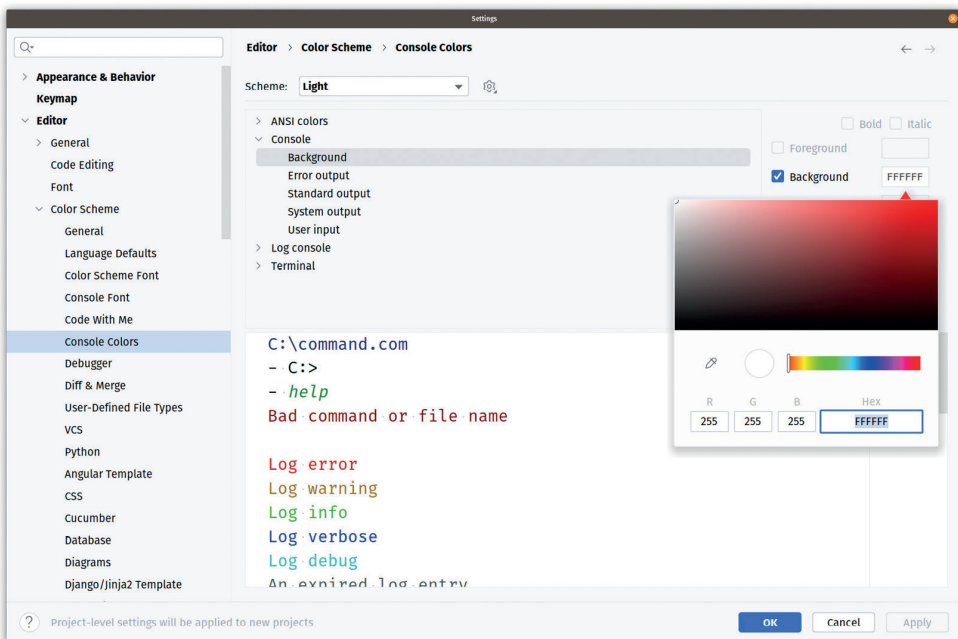 Settings
Editor > Color Scheme > Console Colors
Appearance & Behavior
Keymap
Editor
General
Code Editing
Font
Color Scheme
General
Language Defaults
Color Scheme Font
Console Font
Code With Me
Console Colors
Debugger
Diff & Merge
User-Defined File Types
VCS
Python
Angular Template
CSS
Cucumber
Database
Diagrams
Django/Jinja2 Template
Scheme: Light
ANSI colors
Console
Background
Error output
Standard output
System output
User input
Log console
Terminal
Bold Italic
Foreground
Background FFFFFF
R G B Hex
255 255 255 FFFFFF
C:\command.com
- C:>
- help
Bad command or file name
Log error
Log warning
Log info
Log verbose
Log debug
An expired log entry
? Project-level settings will be applied to new projects
OK Cancel Apply